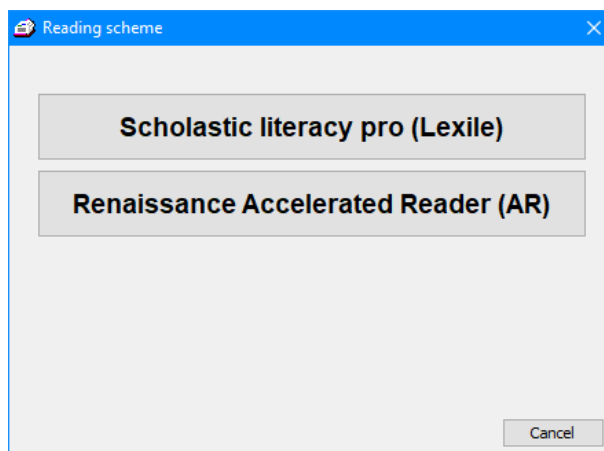 Reading scheme
Scholastic literacy pro (Lexile)
Renaissance Accelerated Reader (AR)
Cancel